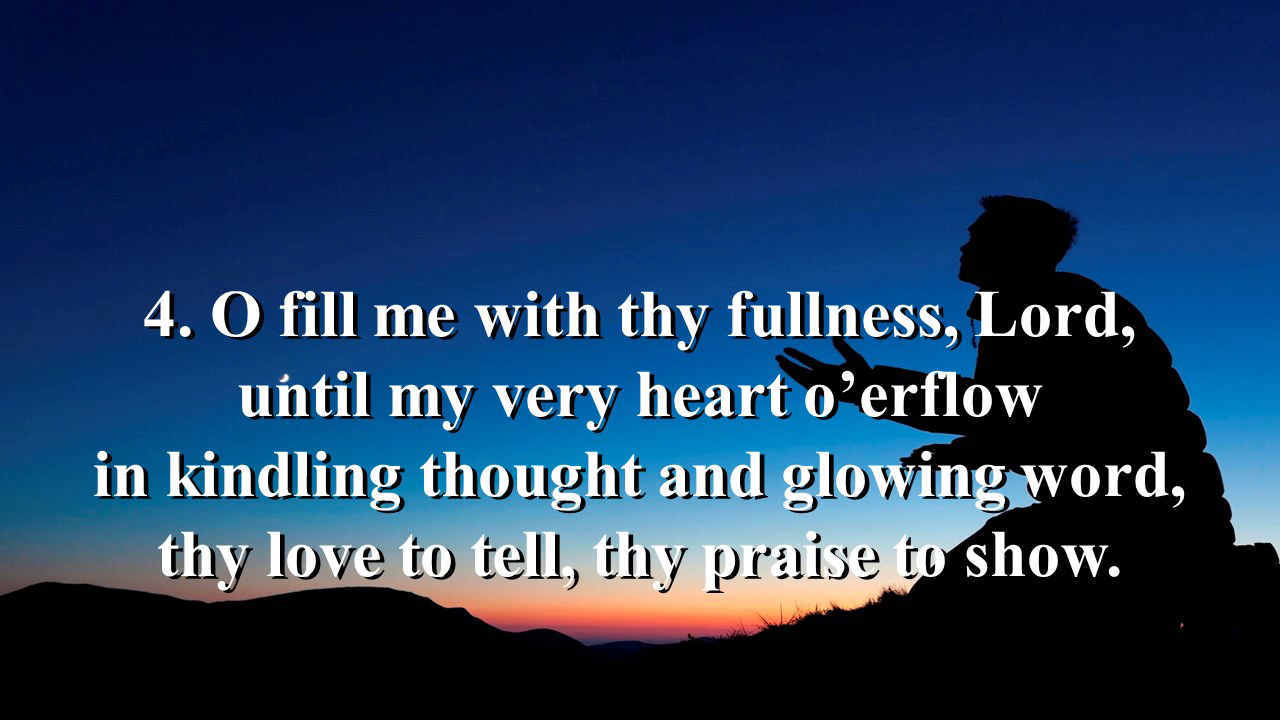 4. O fill me with thy fullness, Lord,
until my very heart o’erflow
in kindling thought and glowing word,
thy love to tell, thy praise to show.